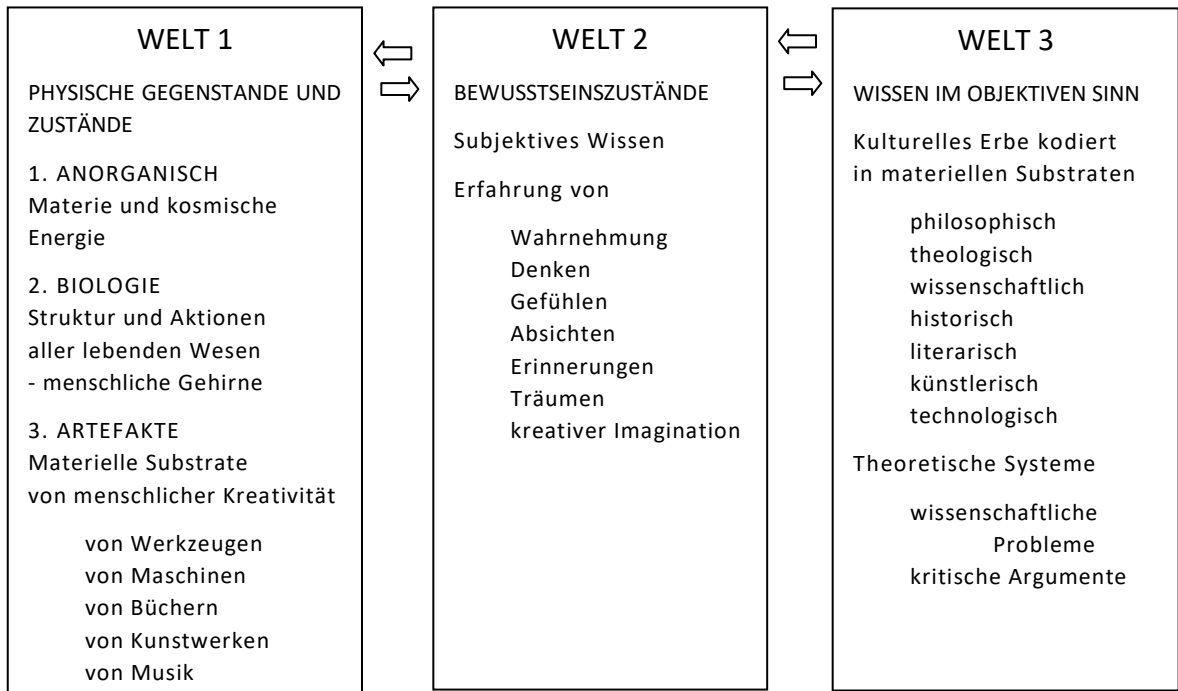 WELT 1
PHYSISCHE GEGENSTANDE UND
ZUSTÄNDE
1. ANORGANISCH
Materie und kosmische
Energie
2. BIOLOGIE
Struktur und Aktionen
aller lebenden Wesen
- menschliche Gehirne
3. ARTEFAKTE
Materielle Substrate
von menschlicher Kreativität
von Werkzeugen
von Maschinen
von Büchern
von Kunstwerken
von Musik
WELT 2
BEWUSSTSEINSZUSTÄNDE
Subjektives Wissen
Erfahrung von
Wahrnehmung
Denken
Gefühlen
Absichten
Erinnerungen
Träumen
kreativer Imagination
WELT 3
WISSEN IM OBJEKTIVEN SINN
Kulturelles Erbe kodiert
in materiellen Substraten
philosophisch
theologisch
wissenschaftlich
historisch
literarisch
künstlerisch
technologisch
Theoretische Systeme
wissenschaftliche
Probleme
kritische Argumente